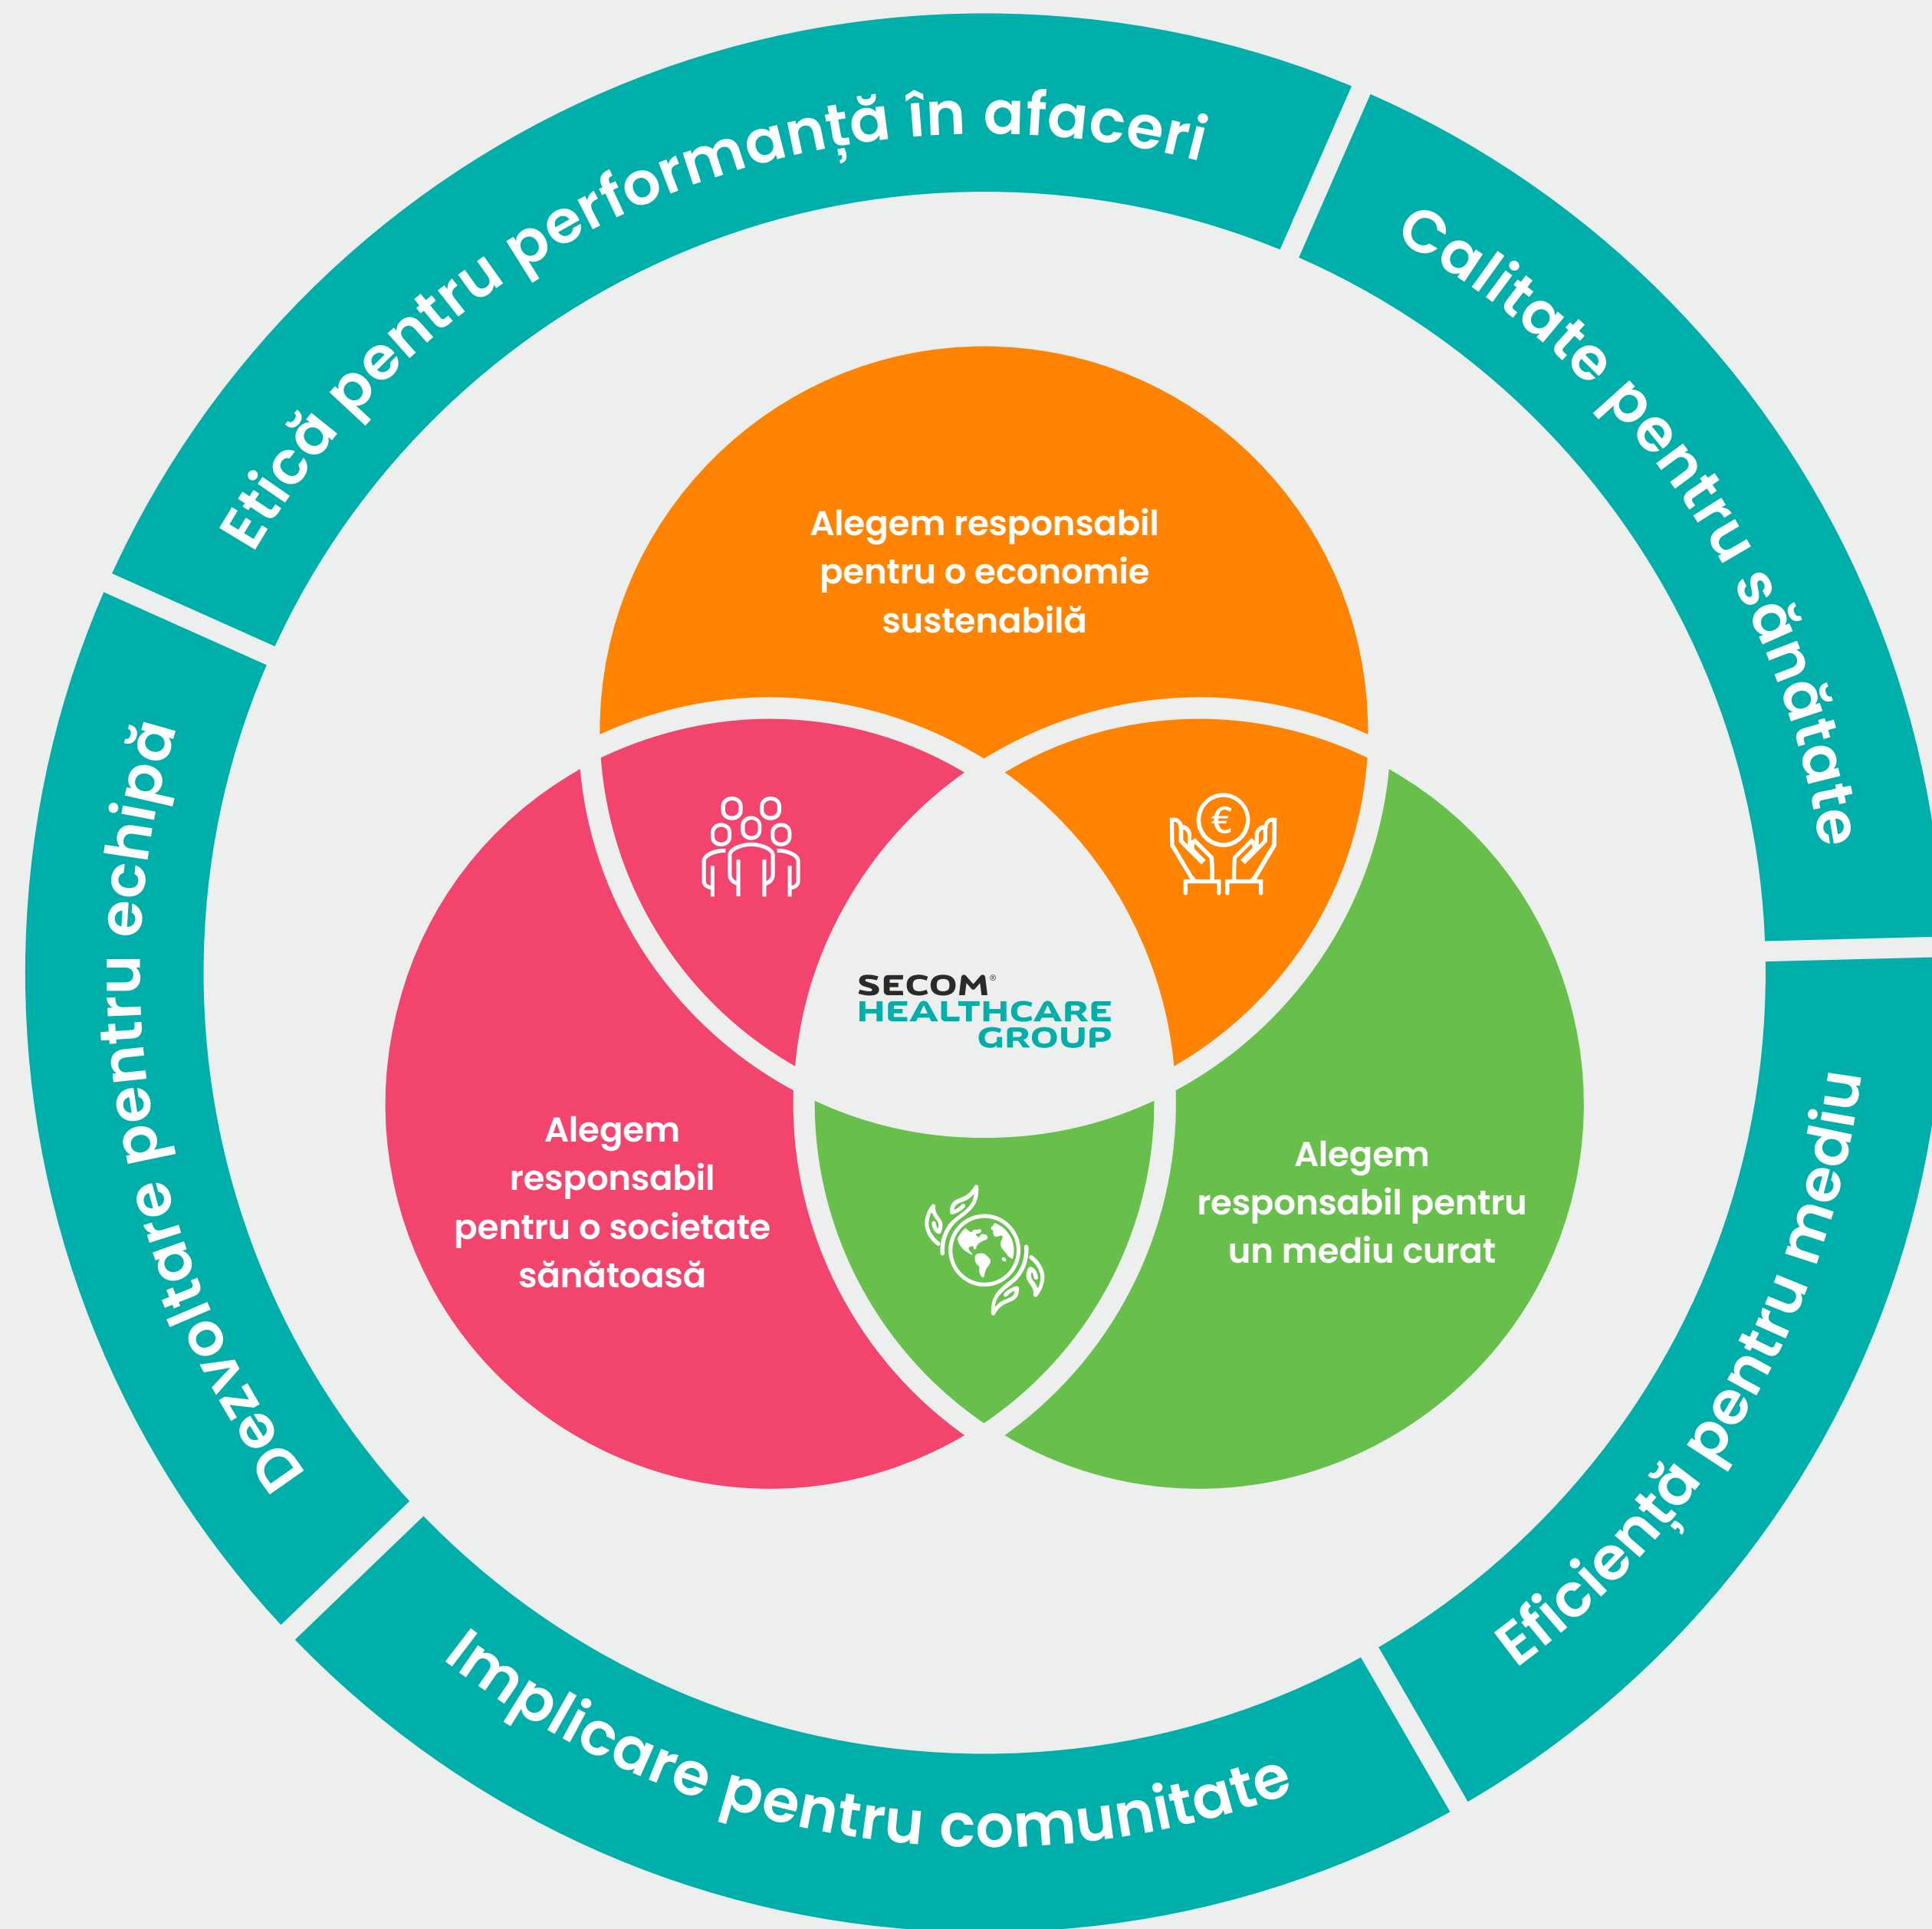 Etică pentru performanță în afaceri
Calitate pentru sănătate
Eficiență pentru mediu
Implicare pentru comunitate
Dezvoltare pentru echipă
Alegem responsabil
pentru o economie
sustenabilă
€
SECOM®
HEALTHCARE
GROUP
Alegem
responsabil
pentru o societate
sănătoasă
Alegem
responsabil pentru
un mediu curat